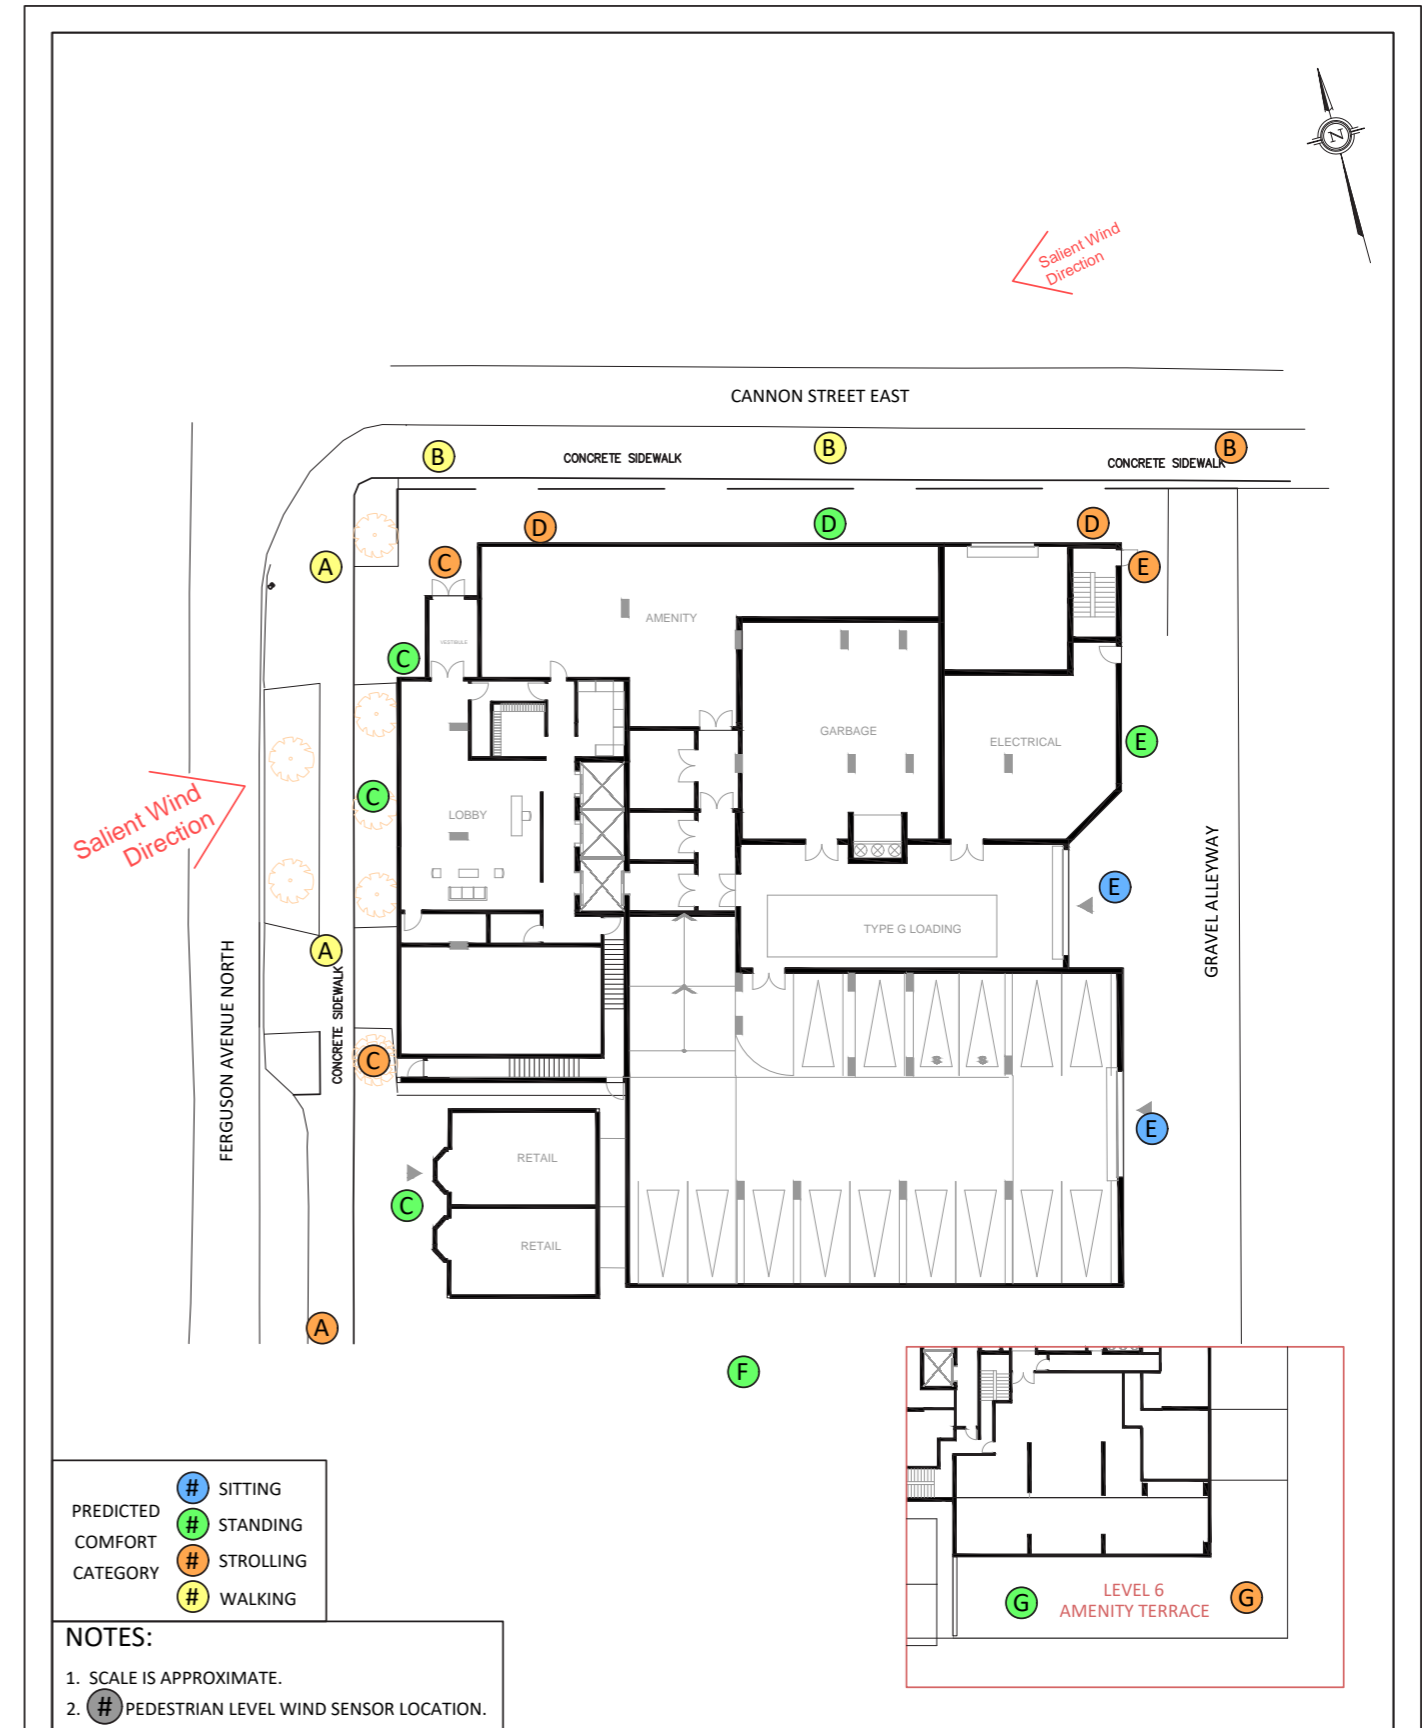 N
Salient Wind
Direction
CANNON STREET EAST
B
CONCRETE SIDEWALK
B
B
CONCRETE SIDEWALK
D
D
D
A
C
E
AMENITY
VESTIBULE
C
GARBAGE
ELECTRICAL
E
Salient Wind
Direction
C
LOBBY
GRAVEL ALLEYWAY
E
TYPE G LOADING
A
FERGUSON AVENUE NORTH
CONCRETE SIDEWALK
C
E
RETAIL
C
RETAIL
A
F
PREDICTED
COMFORT
CATEGORY
# SITTING
# STANDING
# STROLLING
# WALKING
G
LEVEL 6
AMENITY TERRACE
G
NOTES:
1. SCALE IS APPROXIMATE.
2. # PEDESTRIAN LEVEL WIND SENSOR LOCATION.